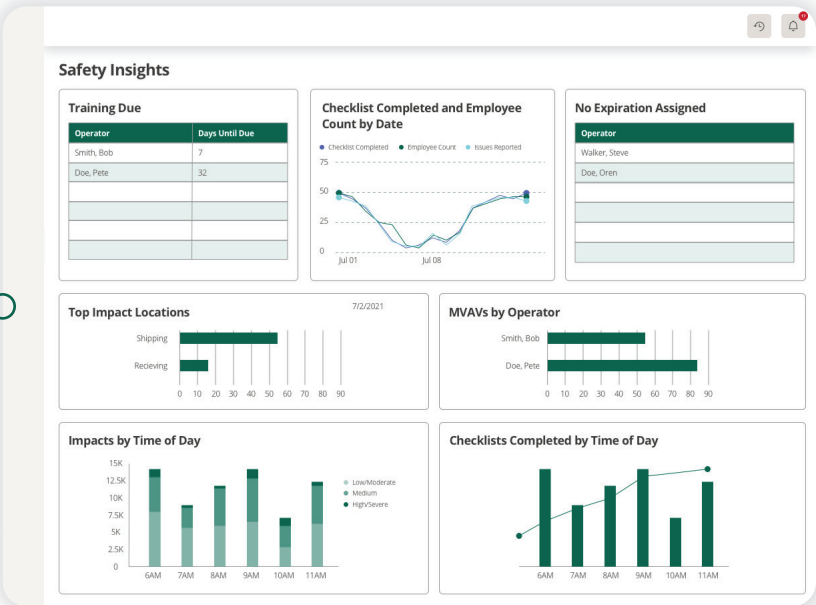 11
Safety Insights
Training Due
Operator Days Until Due
Smith, Bob 7
Doe, Pete 32
Checklist Completed and Employee
Count by Date
Checklist Completed Employee Count Issues Reported
75
50
25
0
Jul 01 Jul 08
No Expiration Assigned
Operator
Walker, Steve
Doe, Oren
Top Impact Locations 7/2/2021
Shipping
Recieving
0 10 20 30 40 50 60 70 80 90
MVAVs by Operator
Smith, Bob
Doe, Pete
0 10 20 30 40 50 60 70 80 90
Impacts by Time of Day
15K
12.5K
10K
7.5K
5K
2.5K
0
6AM 7AM 8AM 9AM 10AM 11AM
Low/Moderate
Medium
High/Severe
Checklists Completed by Time of Day
6AM 7AM 8AM 9AM 10AM 11AM